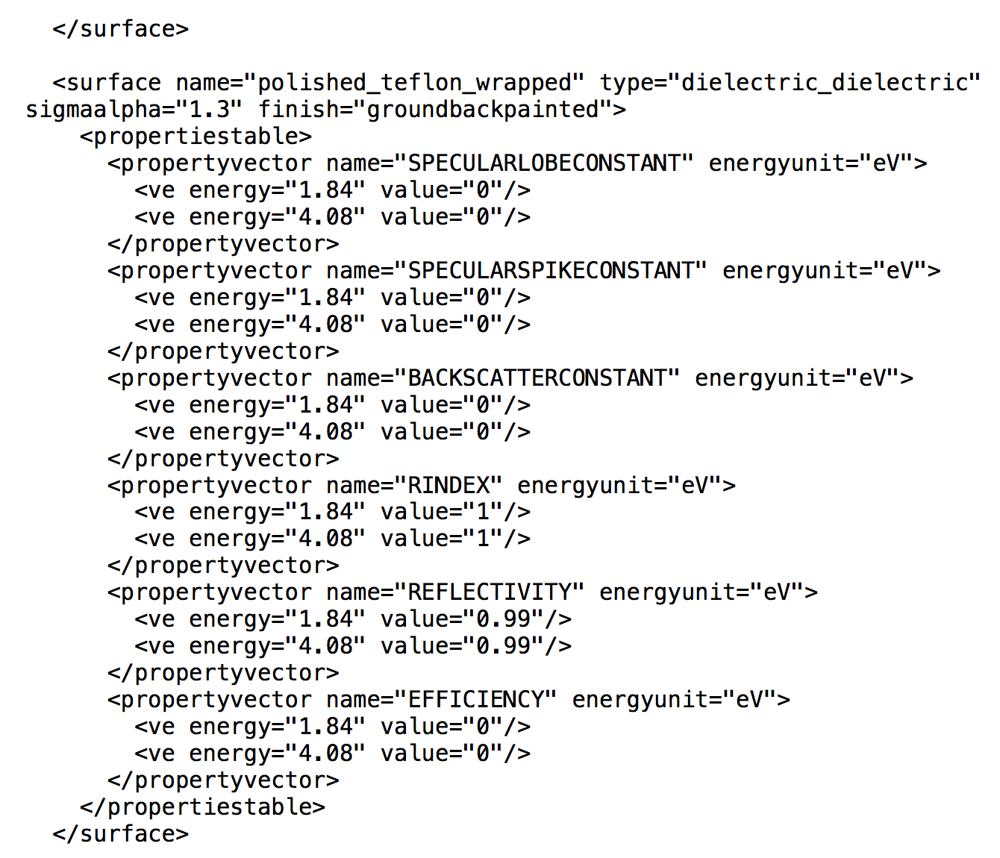 </surface>
<surface name="polished_teflon_wrapped" type="dielectric_dielectric"
sigmaalpha="1.3" finish="groundbackpainted">
<propertiestable>
<propertyvector name="SPECULARLOBECONSTANT" energyunit="eV">
<ve energy="1.84" value="0"/>
<ve energy="4.08" value="0"/>
</propertyvector>
<propertyvector name="SPECULARSPIKECONSTANT" energyunit="eV">
<ve energy="1.84" value="0"/>
<ve energy="4.08" value="0"/>
</propertyvector>
<propertyvector name="BACKSCATTERCONSTANT" energyunit="eV">
<ve energy="1.84" value="0"/>
<ve energy="4.08" value="0"/>
</propertyvector>
<propertyvector name="RINDEX" energyunit="eV">
<ve energy="1.84" value="1"/>
<ve energy="4.08" value="1"/>
</propertyvector>
<propertyvector name="REFLECTIVITY" energyunit="eV">
<ve energy="1.84" value="0.99"/>
<ve energy="4.08" value="0.99"/>
</propertyvector>
<propertyvector name="EFFICIENCY" energyunit="eV">
<ve energy="1.84" value="0"/>
<ve energy="4.08" value="0"/>
</propertyvector>
</propertiestable>
</surface>